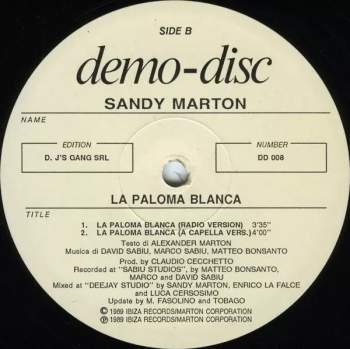 SIDE B
demo-disc
SANDY MARTON
NAME
EDITION
D. J'S GANG SRL
NUMBER
DD 008
LA PALOMA BLANCA
TITLE
1. LA PALOMA BLANCA (RADIO VERSION) 3'35"
2. LA PALOMA BLANCA (A CAPELLA VERS.) 4'00"
Testo di ALEXANDER MARTON
Musica di DAVID SABIU, MARCO SABIU, MATTEO BONSANTO
Prod. by CLAUDIO CECCHETTO
Recorded at "SABIU STUDIOS", by MATTEO BONSANTO,
MARCO and DAVID SABIU
Mixed at "DEEJAY STUDIO" by SANDY MARTON, ENRICO LA FALCE
and LUCA CERSOSIMO
Update by M. FASOLINO and TOBAGO
© 1989 IBIZA RECORDS/MARTON CORPORATION
℗ 1989 IBIZA RECORDS/MARTON CORPORATION